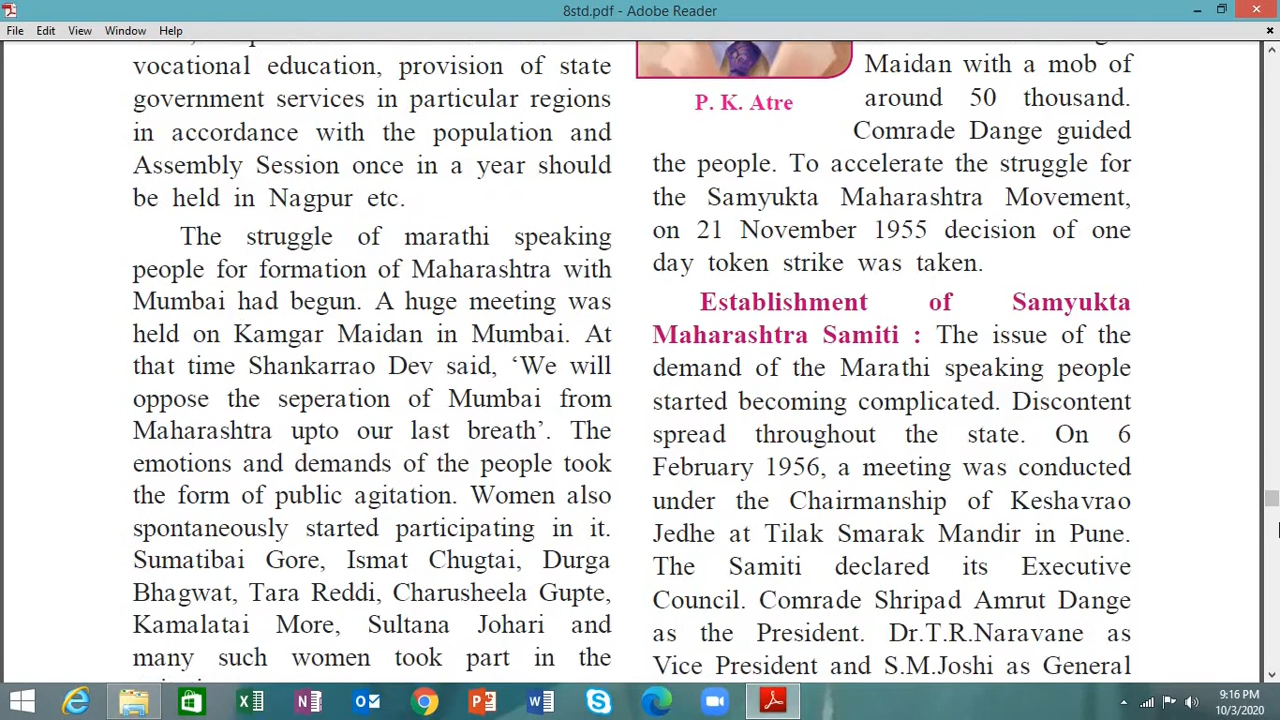 8std.pdf - Adobe Reader
File Edit View Window Help
vocational education, provision of state
government services in particular regions
in accordance with the population and
Assembly Session once in a year should
be held in Nagpur etc.
The struggle of marathi speaking
people for formation of Maharashtra with
Mumbai had begun. A huge meeting was
held on Kamgar Maidan in Mumbai. At
that time Shankarrao Dev said, ‘We will
oppose the seperation of Mumbai from
Maharashtra upto our last breath’. The
emotions and demands of the people took
the form of public agitation. Women also
spontaneously started participating in it.
Sumatibai Gore, Ismat Chugtai, Durga
Bhagwat, Tara Reddi, Charusheela Gupte,
Kamalatai More, Sultana Johari and
many such women took part in the
P. K. Atre
Maidan with a mob of
around 50 thousand.
Comrade Dange guided
the people. To accelerate the struggle for
the Samyukta Maharashtra Movement,
on 21 November 1955 decision of one
day token strike was taken.
Establishment of Samyukta
Maharashtra Samiti : The issue of the
demand of the Marathi speaking people
started becoming complicated. Discontent
spread throughout the state. On 6
February 1956, a meeting was conducted
under the Chairmanship of Keshavrao
Jedhe at Tilak Smarak Mandir in Pune.
The Samiti declared its Executive
Council. Comrade Shripad Amrut Dange
as the President. Dr.T.R.Naravane as
Vice President and S.M.Joshi as General
9:16 PM
10/3/2020